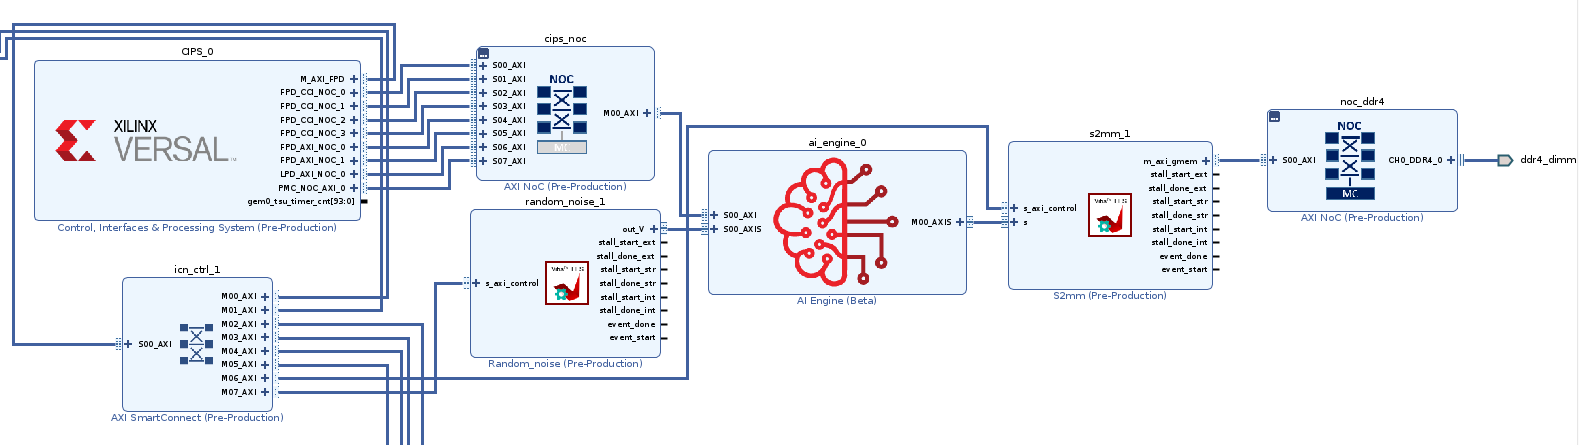 CIPS_0
M_AXI_FPD
FPD_CCI_NOC_0
FPD_CCI_NOC_1
FPD_CCI_NOC_2
FPD_CCI_NOC_3
FPD_AXI_NOC_0
FPD_AXI_NOC_1
LPD_AXI_NOC_0
PMC_NOC_AXI_0
gem0_tsu_timer_cnt[93:0]
XILINX
VERSAL
Control, Interfaces & Processing System (Pre-Production)
cips_noc
S00_AXI
S01_AXI
S02_AXI
S03_AXI
S04_AXI
S05_AXI
S06_AXI
S07_AXI
NOC
MC
M00_AXI
AXI NoC (Pre-Production)
random_noise_1
s_axi_control
out_V
stall_start_ext
stall_done_ext
stall_start_str
stall_done_str
stall_start_int
stall_done_int
event_done
event_start
Random_noise (Pre-Production)
icn_ctrl_1
S00_AXI
M00_AXI
M01_AXI
M02_AXI
M03_AXI
M04_AXI
M05_AXI
M06_AXI
M07_AXI
AXI SmartConnect (Pre-Production)
ai_engine_0
S00_AXI
S00_AXIS
M00_AXIS
AI Engine (Beta)
s2mm_1
s_axi_control
s
m_axi_gmem
stall_start_ext
stall_done_ext
stall_start_str
stall_done_str
stall_start_int
stall_done_int
event_done
event_start
S2mm (Pre-Production)
noc_ddr4
S00_AXI
NOC
MC
CH0_DDR4_0
AXI NoC (Pre-Production)
ddr4_dimm